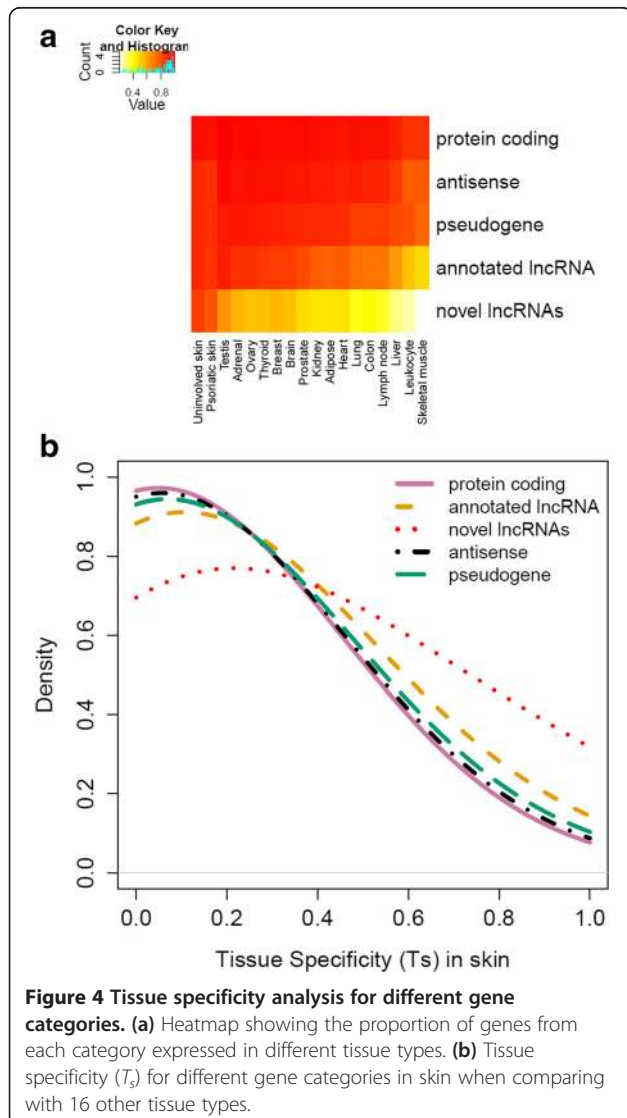 a
Color Key
and Histogram
Count
0 4
0.4 0.8
Value
protein coding
antisense
pseudogene
annotated lncRNA
novel lncRNAs
Uninvolved skin
Psoriatic skin
Testis
Adrenal
Ovary
Thyroid
Breast
Brain
Prostate
Kidney
Adipose
Heart
Lung
Colon
Lymph node
Liver
Leukocyte
Skeletal muscle
b
protein coding
annotated lncRNA
novel lncRNAs
antisense
pseudogene
Density
1.0
0.8
0.6
0.4
0.2
0.0
0.0 0.2 0.4 0.6 0.8 1.0
Tissue Specificity (Ts) in skin
Figure 4 Tissue specificity analysis for different gene
categories. (a) Heatmap showing the proportion of genes from
each category expressed in different tissue types. (b) Tissue
specificity (Ts) for different gene categories in skin when comparing
with 16 other tissue types.